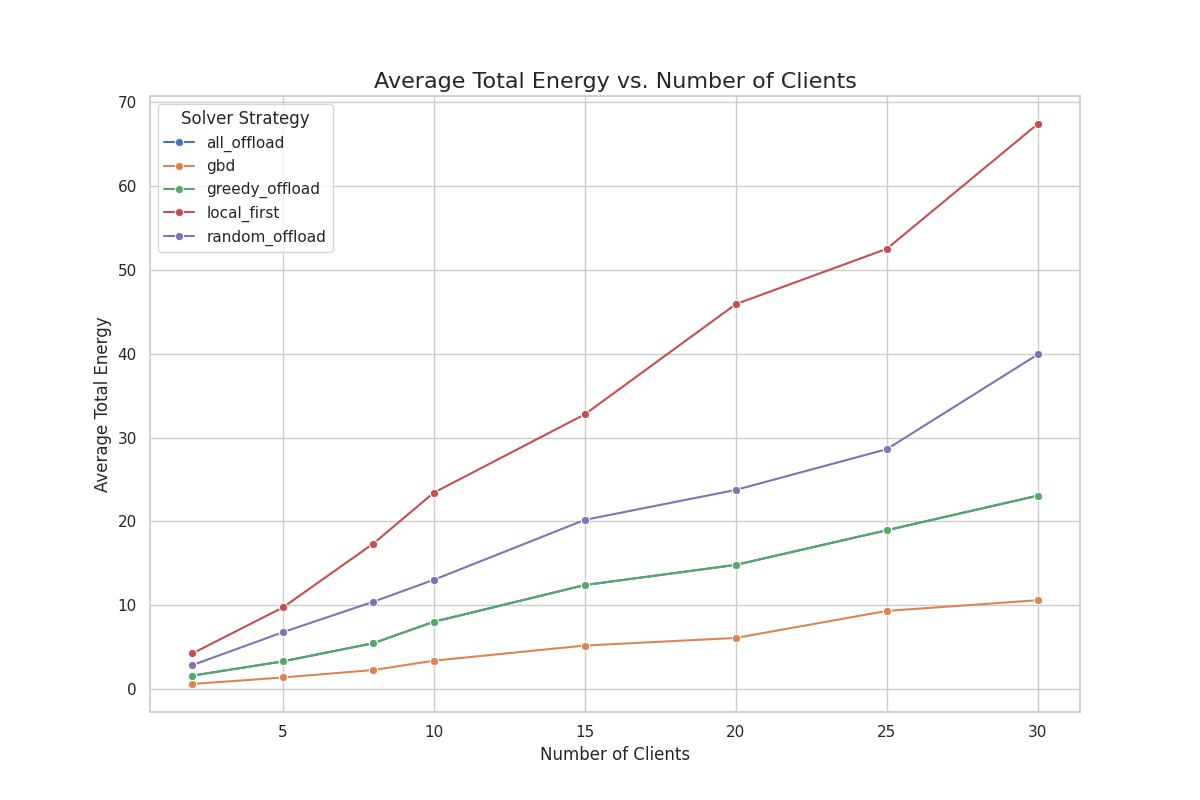 Average Total Energy vs. Number of Clients
Solver Strategy
all_offload
gbd
greedy_offload
local_first
random_offload
Average Total Energy
70
60
50
40
30
20
10
0
5 10 15 20 25 30
Number of Clients